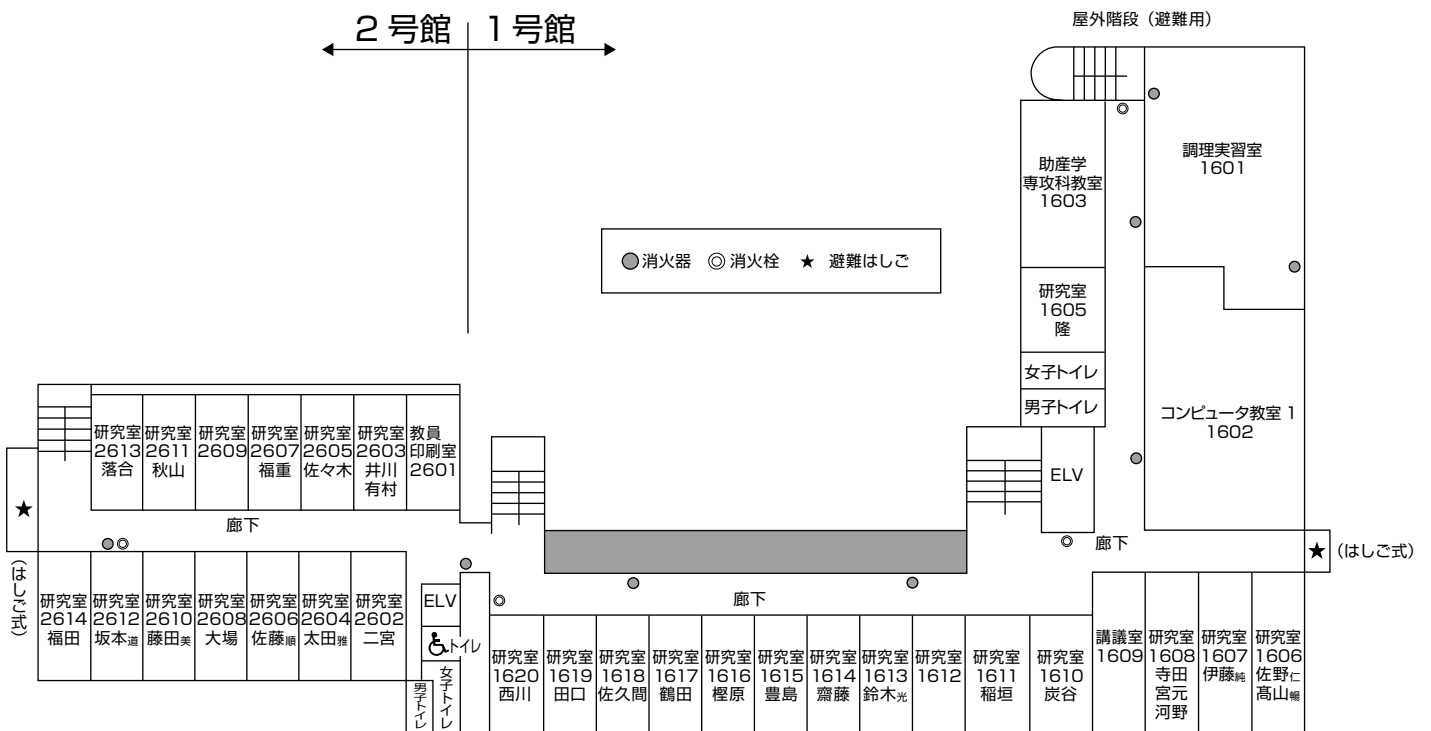 2号館
1号館
屋外階段（避難用）
調理実習室
1601
助産学
専攻科教室
1603
消火器
消火栓
★ 避難はしご
研究室
1605
隆
女子トイレ
男子トイレ
コンピュータ教室 1
1602
ELV
研究室
2613
落合
研究室
2611
秋山
研究室
2609
研究室
2607
福重
研究室
2605
佐々木
研究室
2603
井川
有村
教員
印刷室
2601
★
(はしご式)
廊下
廊下
★
(はしご式)
廊下
研究室
2614
福田
研究室
2612
坂本道
研究室
2610
藤田美
研究室
2608
大場
研究室
2606
佐藤順
研究室
2604
太田雅
研究室
2602
二宮
ELV
トイレ
男子トイレ
女子トイレ
研究室
1620
西川
研究室
1619
田口
研究室
1618
佐久間
研究室
1617
鶴田
研究室
1616
樫原
研究室
1615
豊島
研究室
1614
齋藤
研究室
1613
鈴木光
研究室
1612
研究室
1611
稲垣
研究室
1610
炭谷
講議室
1609
研究室
1608
寺田
宮元
河野
研究室
1607
伊藤純
研究室
1606
佐野仁
髙山暢